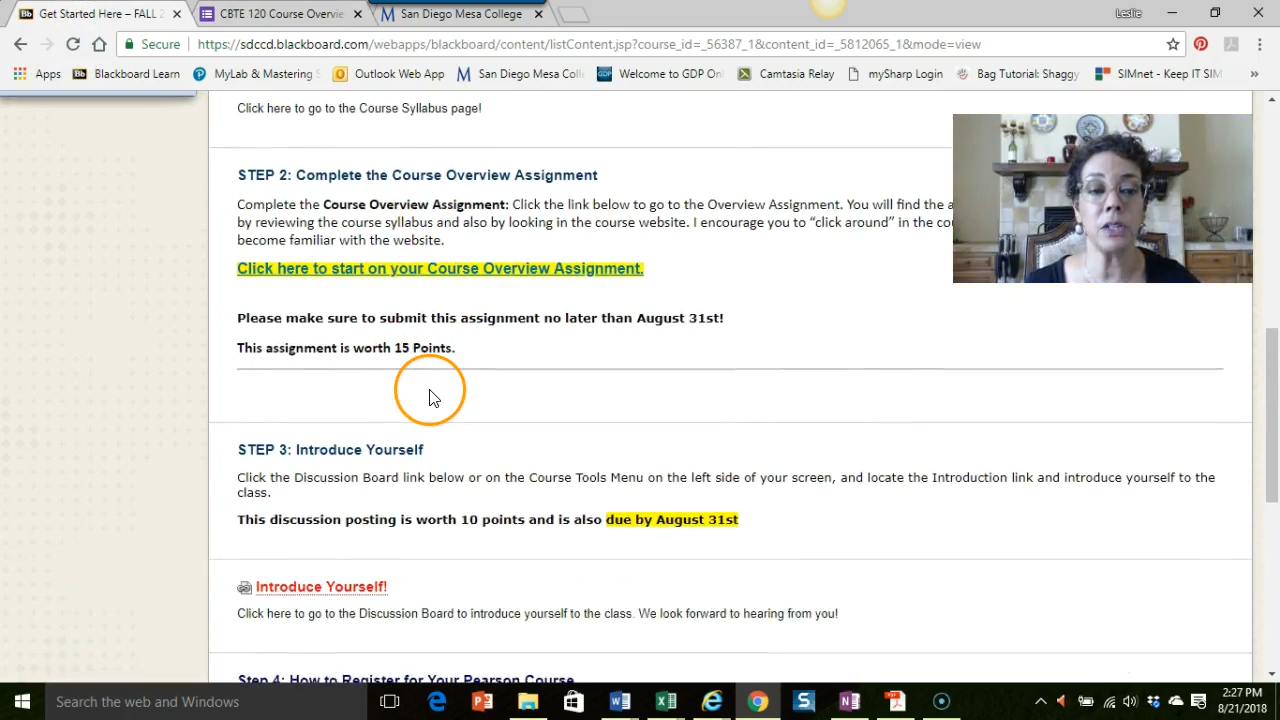 Get Started Here – FALL 2
CBTE 120 Course Overvie
San Diego Mesa College
Leslie
Secure
https://sdccd.blackboard.com/webapps/blackboard/content/listContent.jsp?course_id=_56387_1&content_id=_5812065_1&mode=view
Apps
Blackboard Learn
MyLab & Mastering
Outlook Web App
San Diego Mesa Coll
Welcome to GDP On
Camtasia Relay
mySharp Login
Bag Tutorial: Shaggy
SIMnet - Keep IT SIM
Click here to go to the Course Syllabus page!
STEP 2: Complete the Course Overview Assignment
Complete the Course Overview Assignment: Click the link below to go to the Overview Assignment. You will find the a
by reviewing the course syllabus and also by looking in the course website. I encourage you to “click around” in the cou
become familiar with the website.
Click here to start on your Course Overview Assignment.
Please make sure to submit this assignment no later than August 31st!
This assignment is worth 15 Points.
STEP 3: Introduce Yourself
Click the Discussion Board link below or on the Course Tools Menu on the left side of your screen, and locate the Introduction link and introduce yourself to the
class.
This discussion posting is worth 10 points and is also due by August 31st
Introduce Yourself!
Click here to go to the Discussion Board to introduce yourself to the class. We look forward to hearing from you!
Step 4: How to Register for Your Pearson Course
Search the web and Windows
2:27 PM
8/21/2018